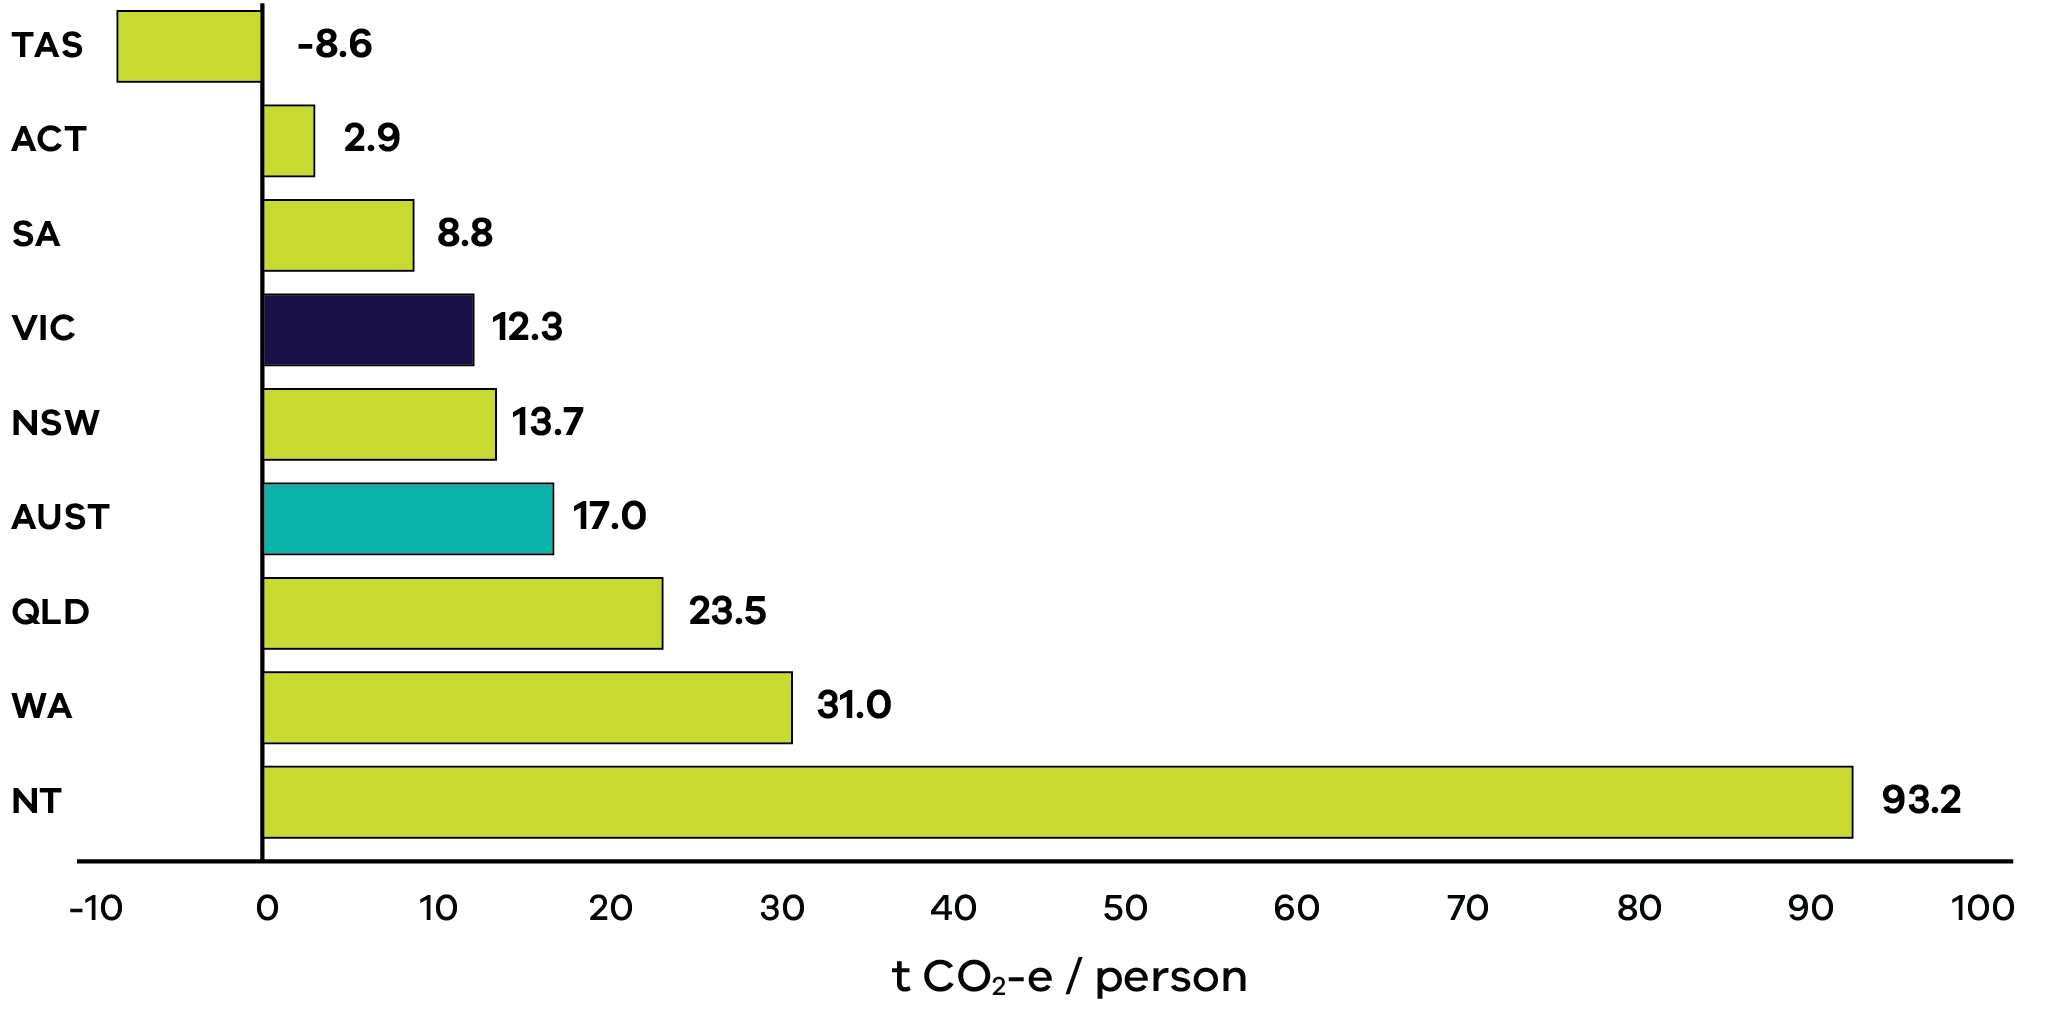 TAS -8.6
ACT 2.9
SA 8.8
VIC 12.3
NSW 13.7
AUST 17.0
QLD 23.5
WA 31.0
NT 93.2
-10 0 10 20 30 40 50 60 70 80 90 100
t CO₂-e / person